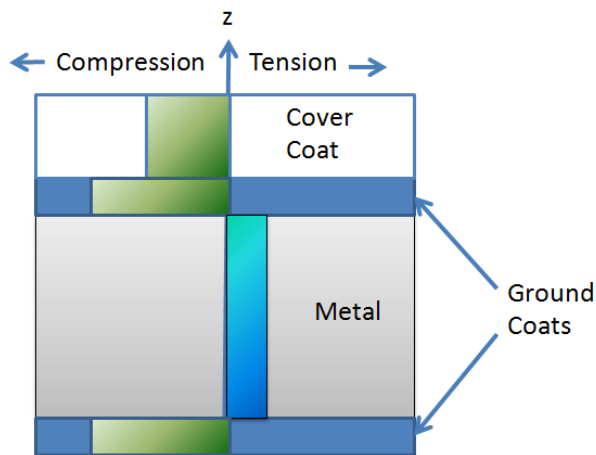 z
Compression
Tension
Cover
Coat
Metal
Ground
Coats